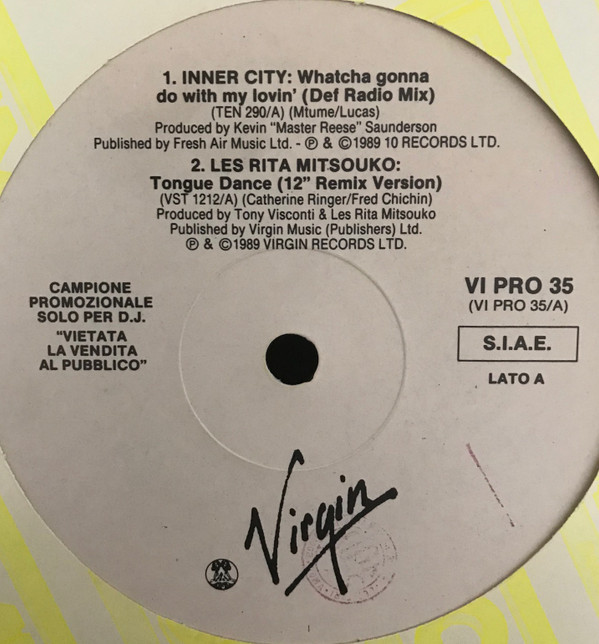 1. INNER CITY: Whatcha gonna
do with my lovin' (Def Radio Mix)
(TEN 290/A) (Mtume/Lucas)
Produced by Kevin “Master Reese” Saunderson
Published by Fresh Air Music Ltd. - ℗ & ©1989 10 RECORDS LTD.
2. LES RITA MITSOUKO:
Tongue Dance (12” Remix Version)
(VST 1212/A) (Catherine Ringer/Fred Chichin)
Produced by Tony Visconti & Les Rita Mitsouko
Published by Virgin Music (Publishers) Ltd.
℗ & ©1989 VIRGIN RECORDS LTD.
CAMPIONE
PROMOZIONALE
SOLO PER D.J.
“VIETATA
LA VENDITA
AL PUBBLICO”
VI PRO 35
(VI PRO 35/A)
S.I.A.E.
LATO A
Virgin